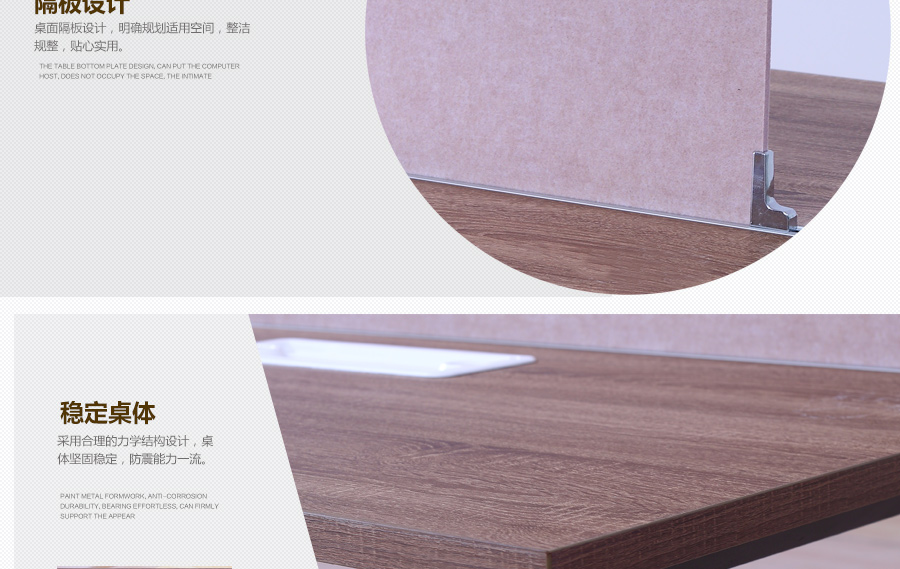 隔板设计
桌面隔板设计，明确规划适用空间，整洁
规整，贴心实用。
THE TABLE BOTTOM PLATE DESIGN, CAN PUT THE COMPUTER
HOST, DOES NOT OCCUPY THE SPACE, THE INTIMATE
稳定桌体
采用合理的力学结构设计，桌
体坚固稳定，防震能力一流。
PAINT METAL FORMWORK, ANTI-CORROSION
DURABILITY, BEARING EFFORTLESS, CAN FIRMLY
SUPPORT THE APPEAR